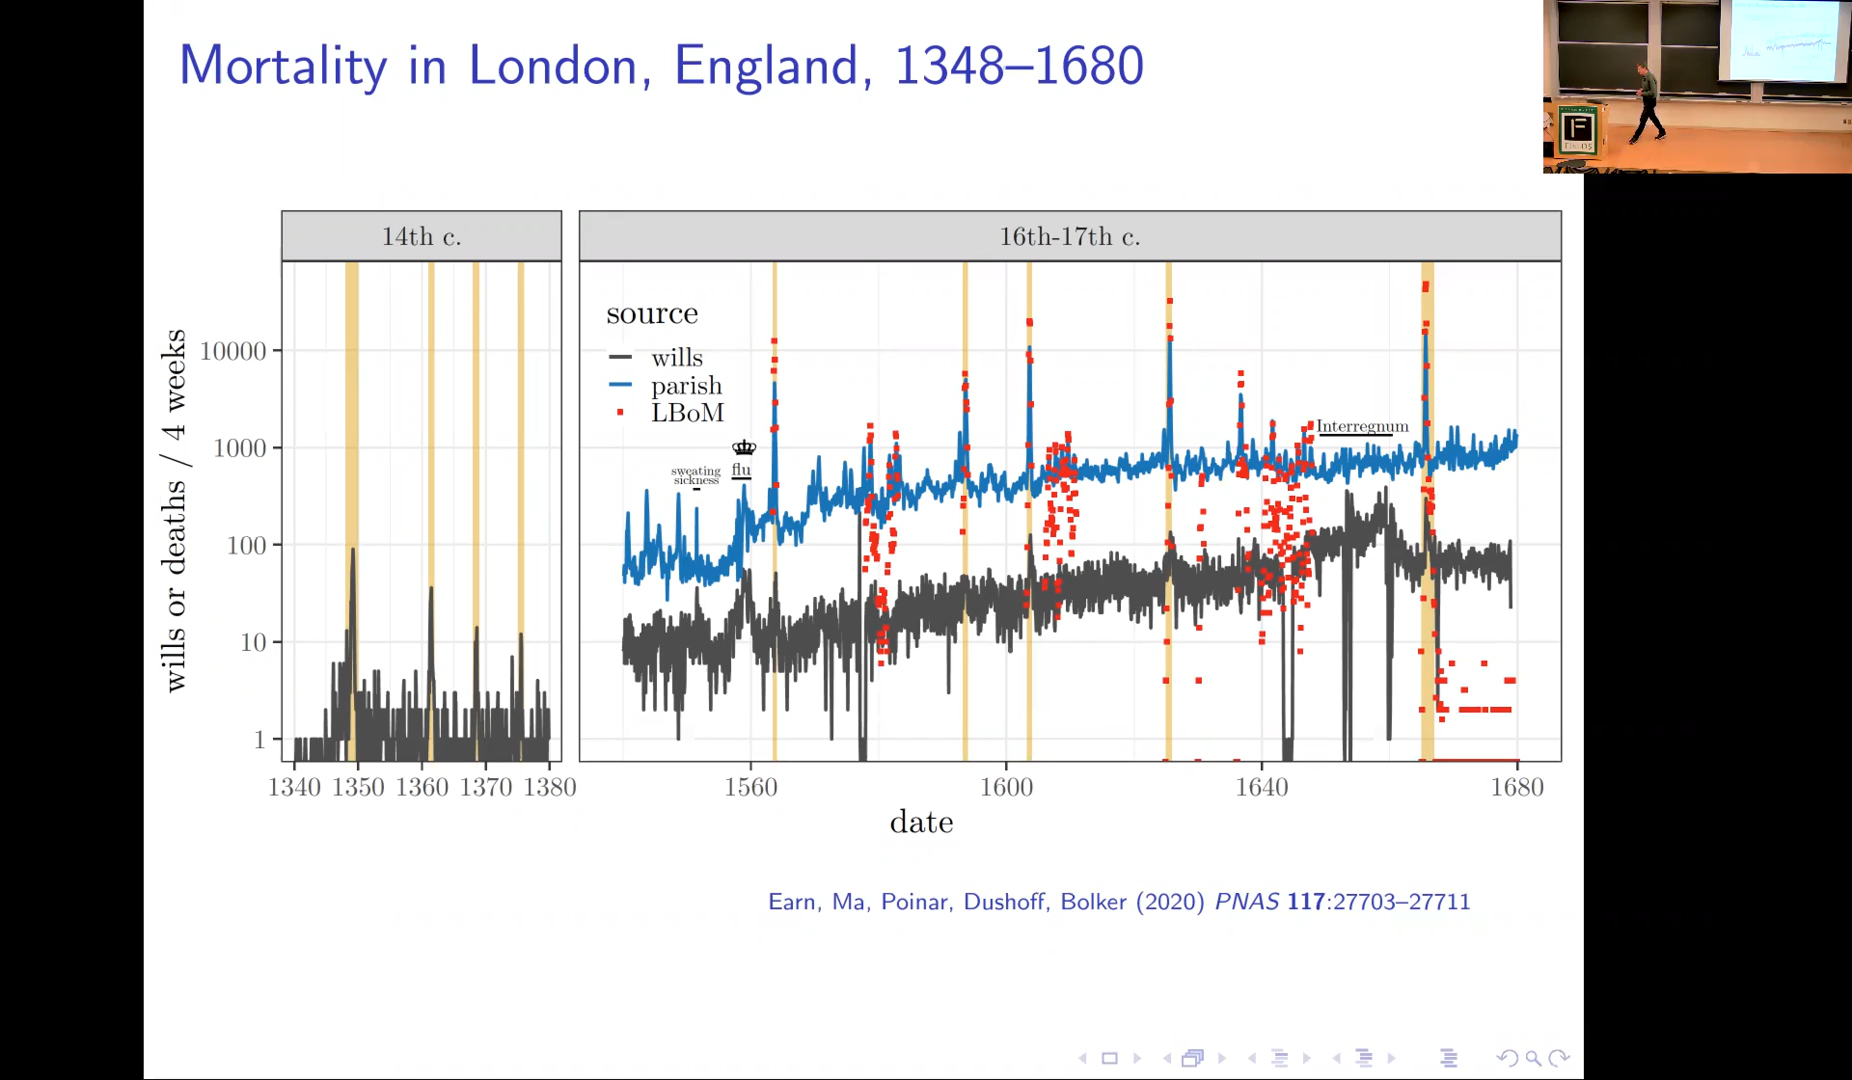 Mortality in London, England, 1348–1680
14th c.
16th-17th c.
wills or deaths / 4 weeks
10000
1000
100
10
1
source
wills
parish
LBoM
sweating
sickness
flu
Interregnum
1340 1350 1360 1370 1380
1560 1600 1640 1680
date
Earn, Ma, Poinar, Dushoff, Bolker (2020) PNAS 117:27703–27711
F
FIELDS